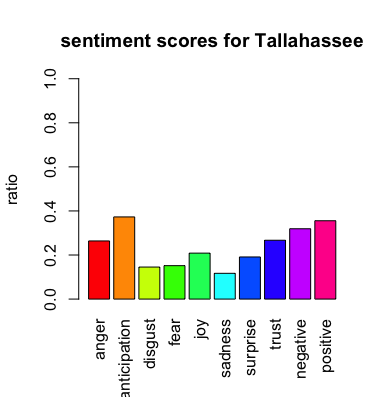 sentiment scores for Tallahassee
ratio
1.0
0.8
0.6
0.4
0.2
0.0
anger
anticipation
disgust
fear
joy
sadness
surprise
trust
negative
positive